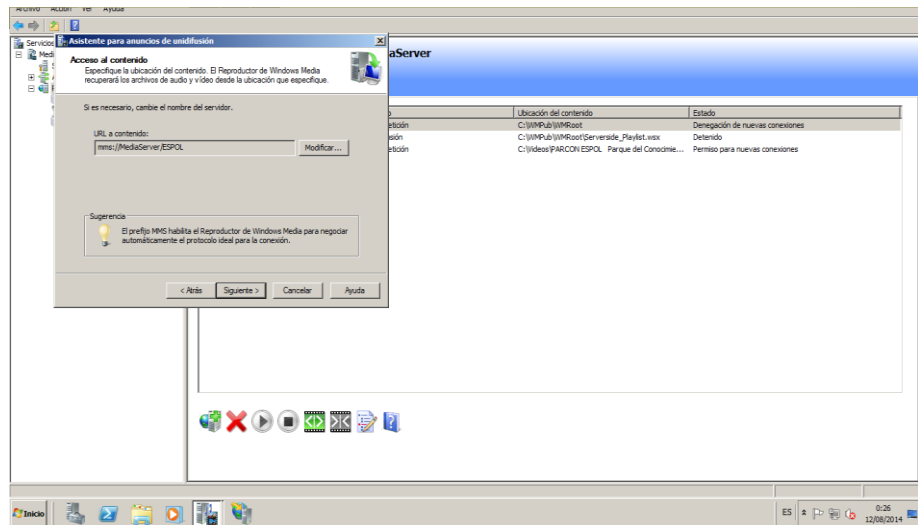 Archivo Acción Ver Ayuda
Servicios
Asistente para anuncios de unidifusión
Medi
aServer
Acceso al contenido
Especifique la ubicación del contenido. El Reproductor de Windows Media
recuperará los archivos de audio y vídeo desde la ubicación que especifique.
Si es necesario, cambie el nombre del servidor.
URL a contenido:
mms://MediaServer/ESPOL
Modificar...
Sugerencia
El prefijo MMS habilita el Reproductor de Windows Media para negociar
automáticamente el protocolo ideal para la conexión.
< Atrás Siguiente > Cancelar Ayuda
Ubicación del contenido Estado
etición C:\WMPub\WMRoot Denegación de nuevas conexiones
usión C:\WMPub\WMRoot\Serverside_Playlist.wsx Detenido
etición C:\Videos\PARCON ESPOL Parque del Conocimie... Permiso para nuevas conexiones
Inicio
ES
0:26
12/08/2014